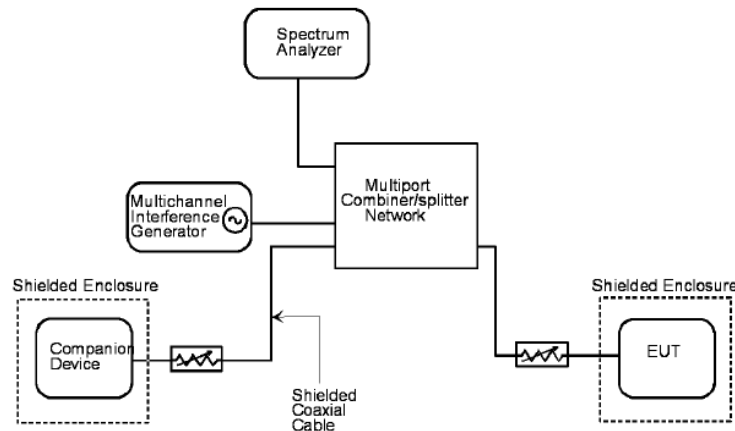 Spectrum
Analyzer
Multiport
Combiner/splitter
Network
Multichannel
Interference
Generator
Shielded Enclosure
Companion
Device
Shielded
Coaxial
Cable
Shielded Enclosure
EUT